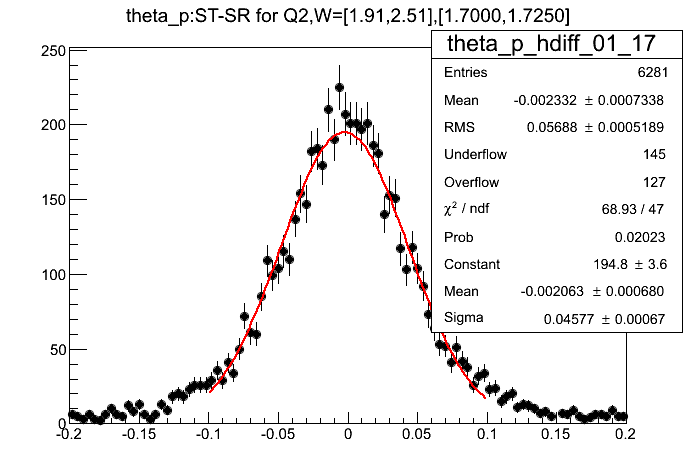 theta_p:ST-SR for Q2,W=[1.91,2.51],[1.7000,1.7250]
theta_p_hdiff_01_17
Entries 6281
Mean -0.002332 ± 0.0007338
RMS 0.05688 ± 0.0005189
Underflow 145
Overflow 127
χ² / ndf 68.93 / 47
Prob 0.02023
Constant 194.8 ± 3.6
Mean -0.002063 ± 0.000680
Sigma 0.04577 ± 0.00067
250
200
150
100
50
0
-0.2 -0.15 -0.1 -0.05 0 0.05 0.1 0.15 0.2